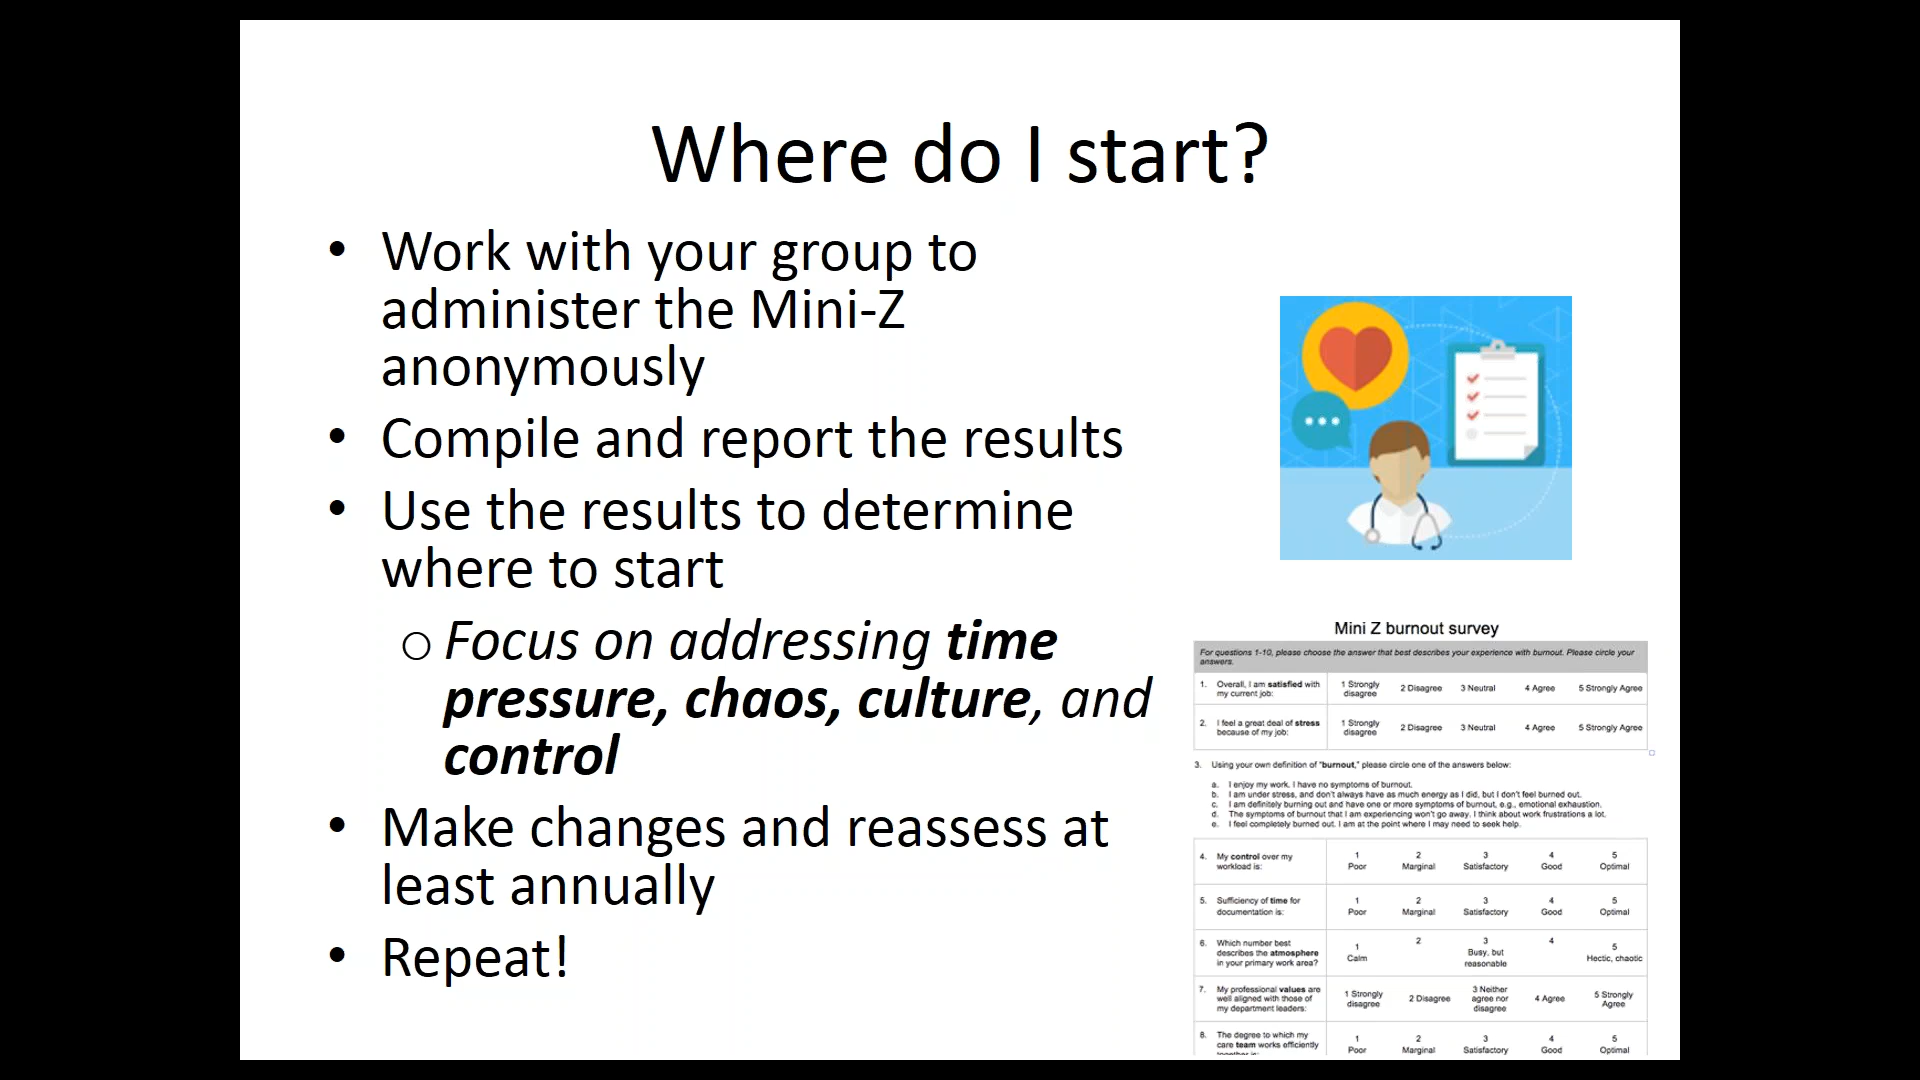 Where do I start?
• Work with your group to
administer the Mini-Z
anonymously
• Compile and report the results
• Use the results to determine
where to start
o Focus on addressing time
pressure, chaos, culture, and
control
• Make changes and reassess at
least annually
• Repeat!
Mini Z burnout survey
For questions 1-10, please choose the answer that best describes your experience with burnout. Please circle your
answers.
1. Overall, I am satisfied with
my current job:
1 Strongly
disagree
2 Disagree
3 Neutral
4 Agree
5 Strongly Agree
2. I feel a great deal of stress
because of my job:
1 Strongly
disagree
2 Disagree
3 Neutral
4 Agree
5 Strongly Agree
3. Using your own definition of "burnout," please circle one of the answers below:
a. I enjoy my work. I have no symptoms of burnout.
b. I am under stress, and don't always have as much energy as I did, but I don't feel burned out.
c. I am definitely burning out and have one or more symptoms of burnout, e.g., emotional exhaustion.
d. The symptoms of burnout that I am experiencing won't go away. I think about work frustrations a lot.
e. I feel completely burned out. I am at the point where I may need to seek help.
4. My control over my
workload is:
1
Poor
2
Marginal
3
Satisfactory
4
Good
5
Optimal
5. Sufficiency of time for
documentation is:
1
Poor
2
Marginal
3
Satisfactory
4
Good
5
Optimal
6. Which number best
describes the atmosphere
in your primary work area?
1
Calm
2
3
Busy, but
reasonable
4
5
Hectic, chaotic
7. My professional values are
well aligned with those of
my department leaders:
1 Strongly
disagree
2 Disagree
3 Neither
agree nor
disagree
4 Agree
5 Strongly
Agree
8. The degree to which my
care team works efficiently
1
Poor
2
Marginal
3
Satisfactory
4
Good
5
Optimal